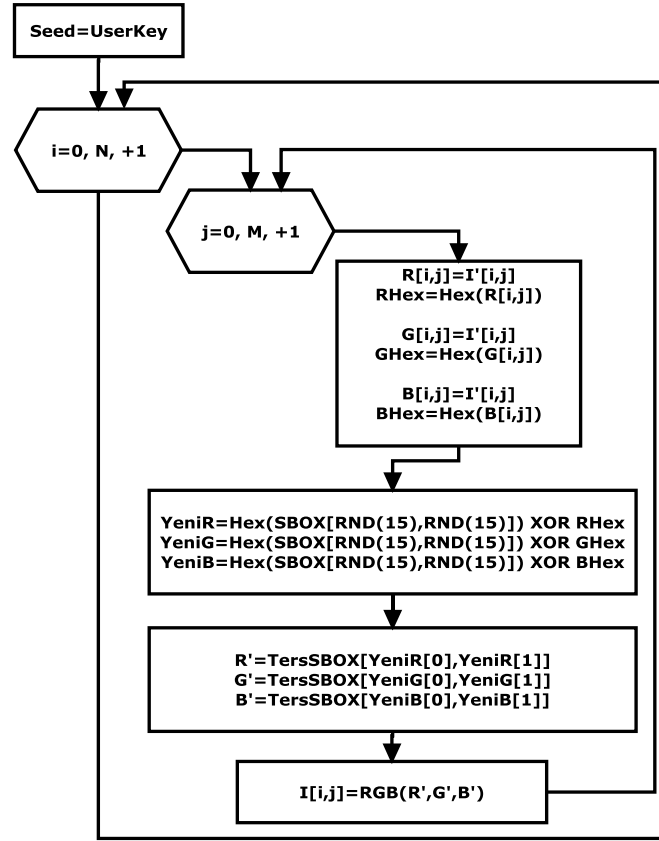 Seed=UserKey
i=0, N, +1
j=0, M, +1
R[i,j]=I'[i,j]
RHex=Hex(R[i,j])
G[i,j]=I'[i,j]
GHex=Hex(G[i,j])
B[i,j]=I'[i,j]
BHex=Hex(B[i,j])
YeniR=Hex(SBOX[RND(15),RND(15)]) XOR RHex
YeniG=Hex(SBOX[RND(15),RND(15)]) XOR GHex
YeniB=Hex(SBOX[RND(15),RND(15)]) XOR BHex
R'=TersSBOX[YeniR[0],YeniR[1]]
G'=TersSBOX[YeniG[0],YeniG[1]]
B'=TersSBOX[YeniB[0],YeniB[1]]
I[i,j]=RGB(R',G',B')